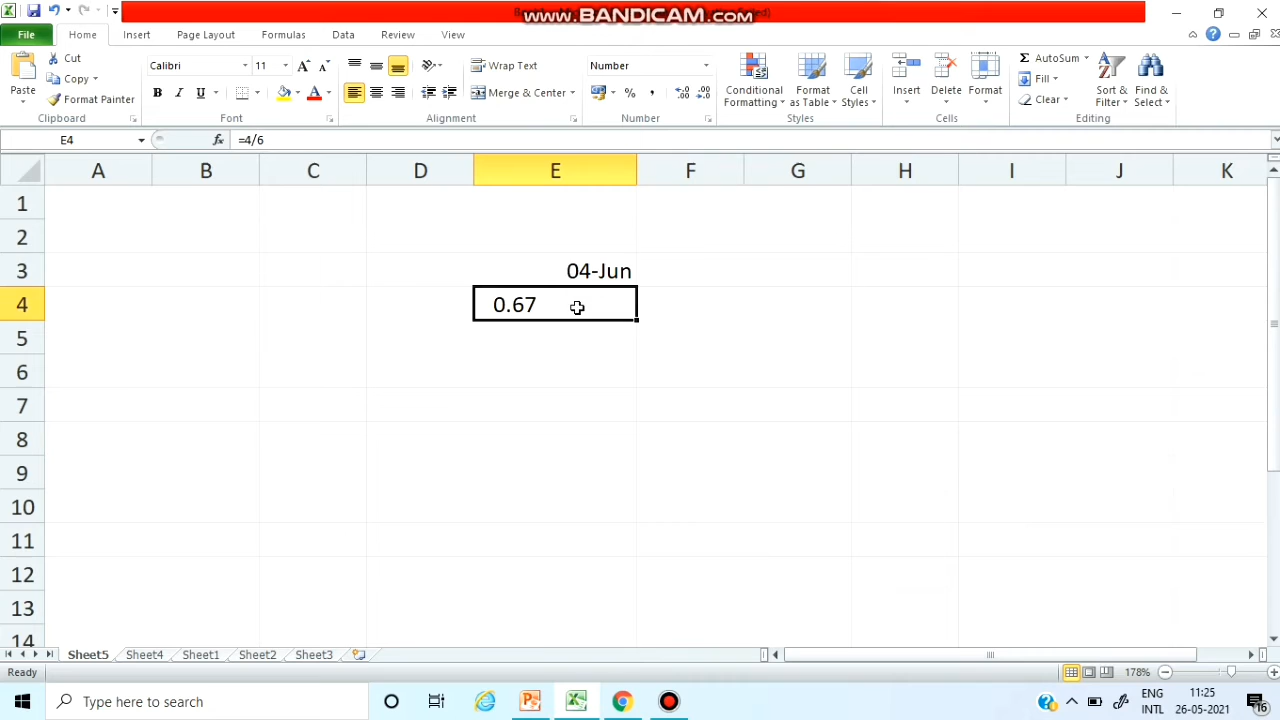 www.BANDICAM.com
File Home Insert Page Layout Formulas Data Review View
Paste
Cut
Copy
Format Painter
Clipboard
Calibri 11
B I U
Font
Wrap Text
Merge & Center
Alignment
Number
Number
Conditional Formatting
Format as Table
Cell Styles
Styles
Insert Delete Format
Cells
AutoSum
Fill
Clear
Sort & Filter
Find & Select
Editing
E4 fx =4/6
A B C D E F G H I J K
1
2
3 04-Jun
4 0.67
5
6
7
8
9
10
11
12
13
14
Sheet5 Sheet4 Sheet1 Sheet2 Sheet3
Ready 178%
Type here to search
ENG
INTL
11:25
26-05-2021
16